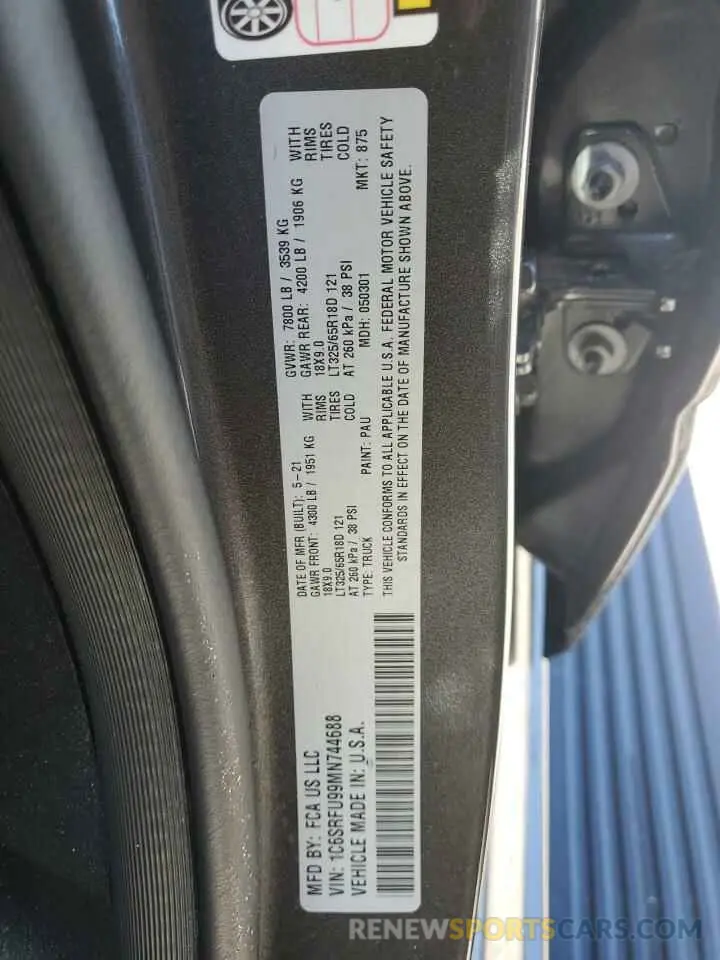 MFD BY: FCA US LLC
VIN: 1C6SRFU99MN744688
VEHICLE MADE IN: U.S.A.
DATE OF MFR (BUILT): 5-21
GAWR FRONT: 4300 LB / 1951 KG WITH
18X9.0 RIMS
LT325/65R18D 121 TIRES
AT 260 kPa / 38 PSI COLD
TYPE: TRUCK PAINT: PAU
GVWR: 7800 LB / 3539 KG
GAWR REAR: 4200 LB / 1906 KG WITH
18X9.0 RIMS
LT325/65R18D 121 TIRES
AT 260 kPa / 38 PSI COLD
MDH: 050301 MKT: 875
THIS VEHICLE CONFORMS TO ALL APPLICABLE U.S.A. FEDERAL MOTOR VEHICLE SAFETY
STANDARDS IN EFFECT ON THE DATE OF MANUFACTURE SHOWN ABOVE.
RENEWSPORTSCARS.COM